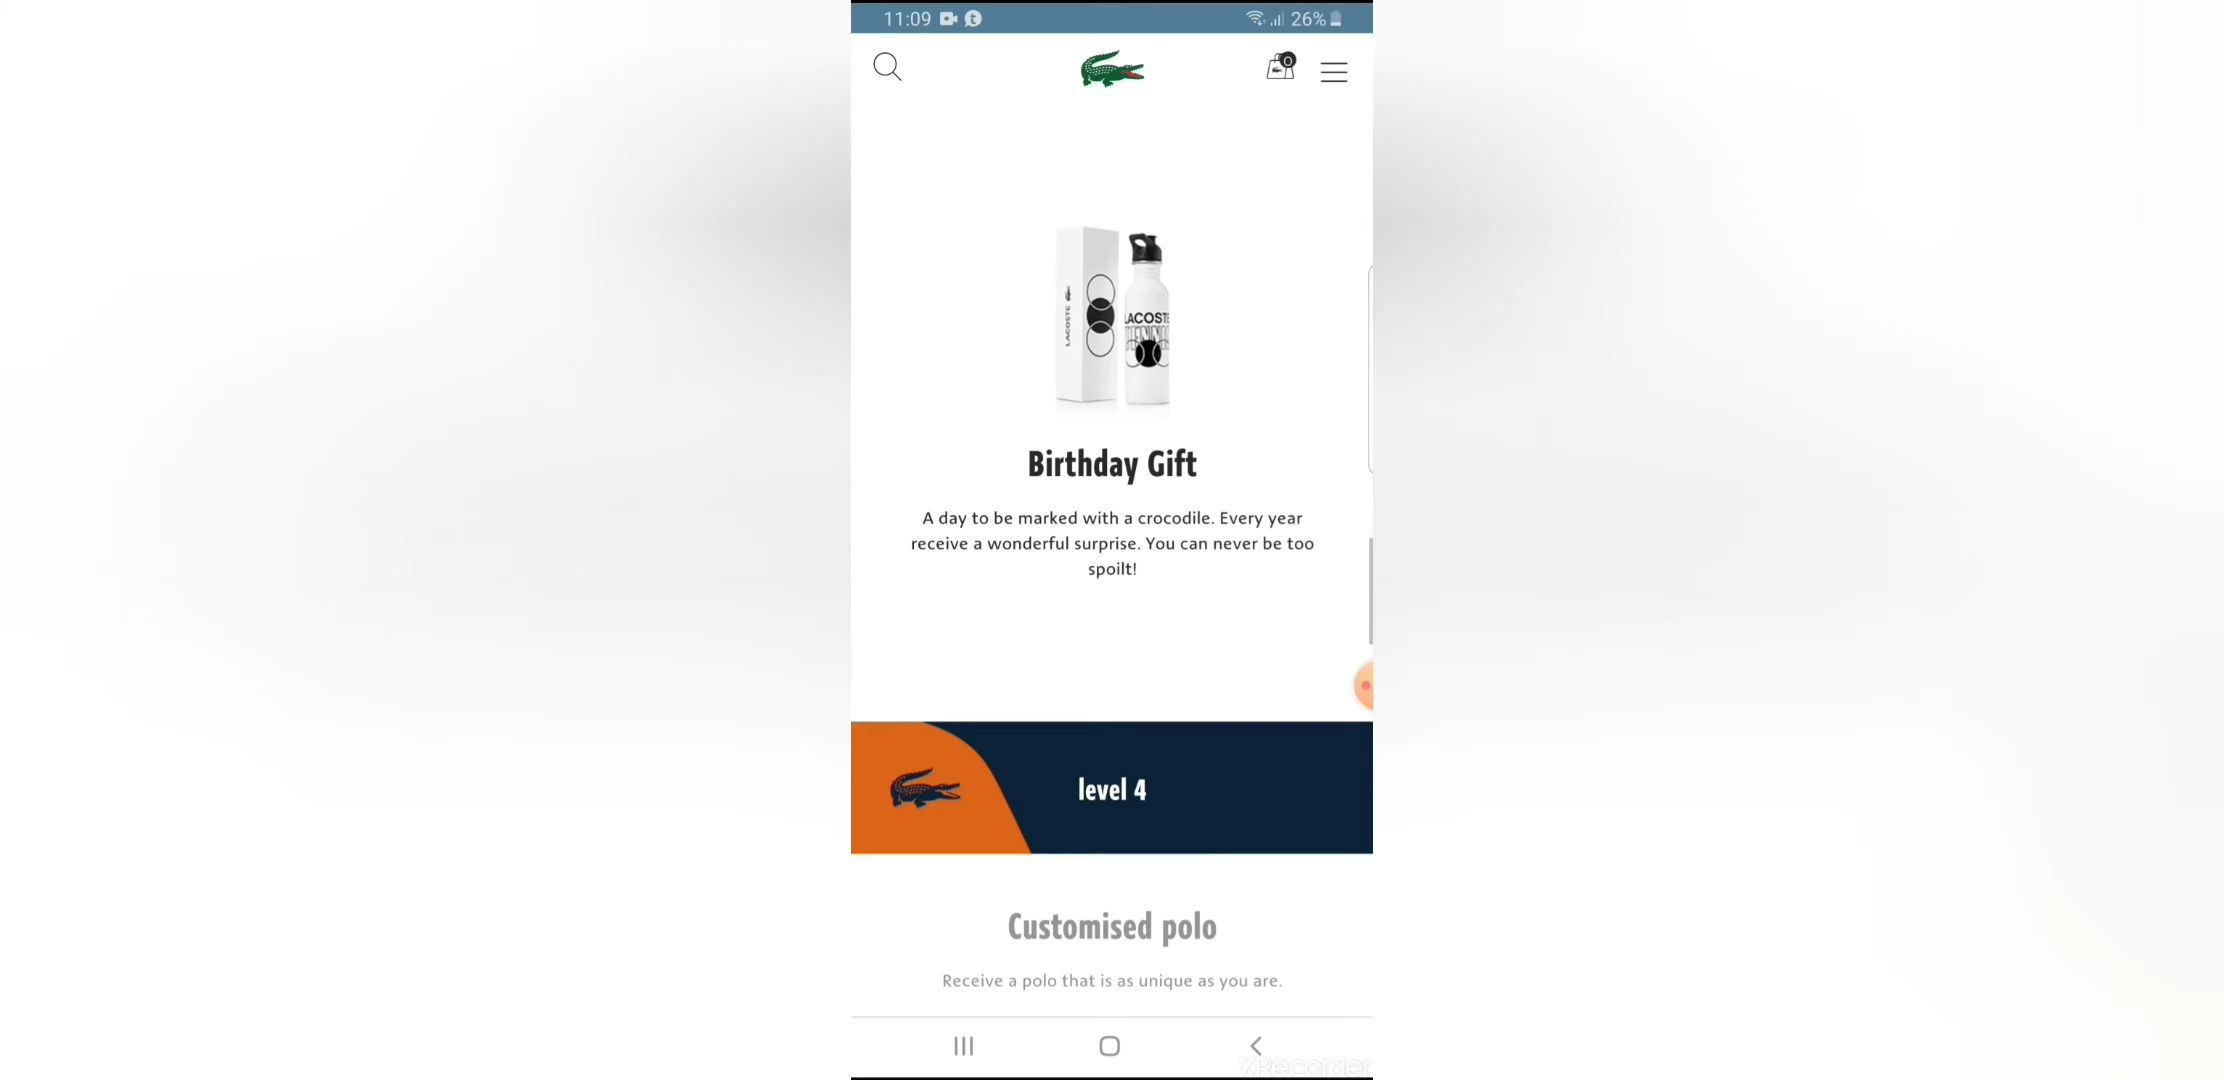 11:09
26%
0
LACOSTE
LACOSTE
Birthday Gift
A day to be marked with a crocodile. Every year
receive a wonderful surprise. You can never be too
spoilt!
level 4
Customised polo
Receive a polo that is as unique as you are.
XRecorder